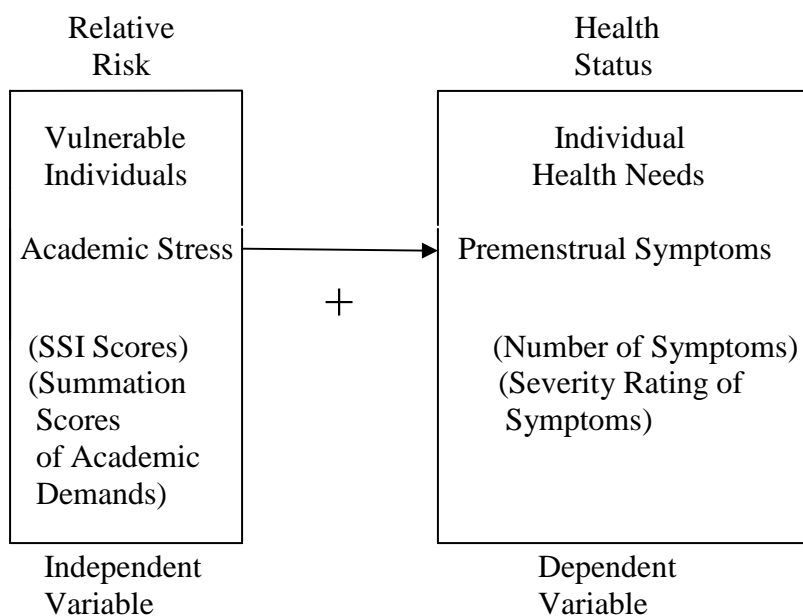 Relative
Risk
Health
Status
Vulnerable
Individuals
Individual
Health Needs
Academic Stress
Premenstrual Symptoms
+
(SSI Scores)
(Summation
Scores
of Academic
Demands)
(Number of Symptoms)
(Severity Rating of
Symptoms)
Independent
Variable
Dependent
Variable